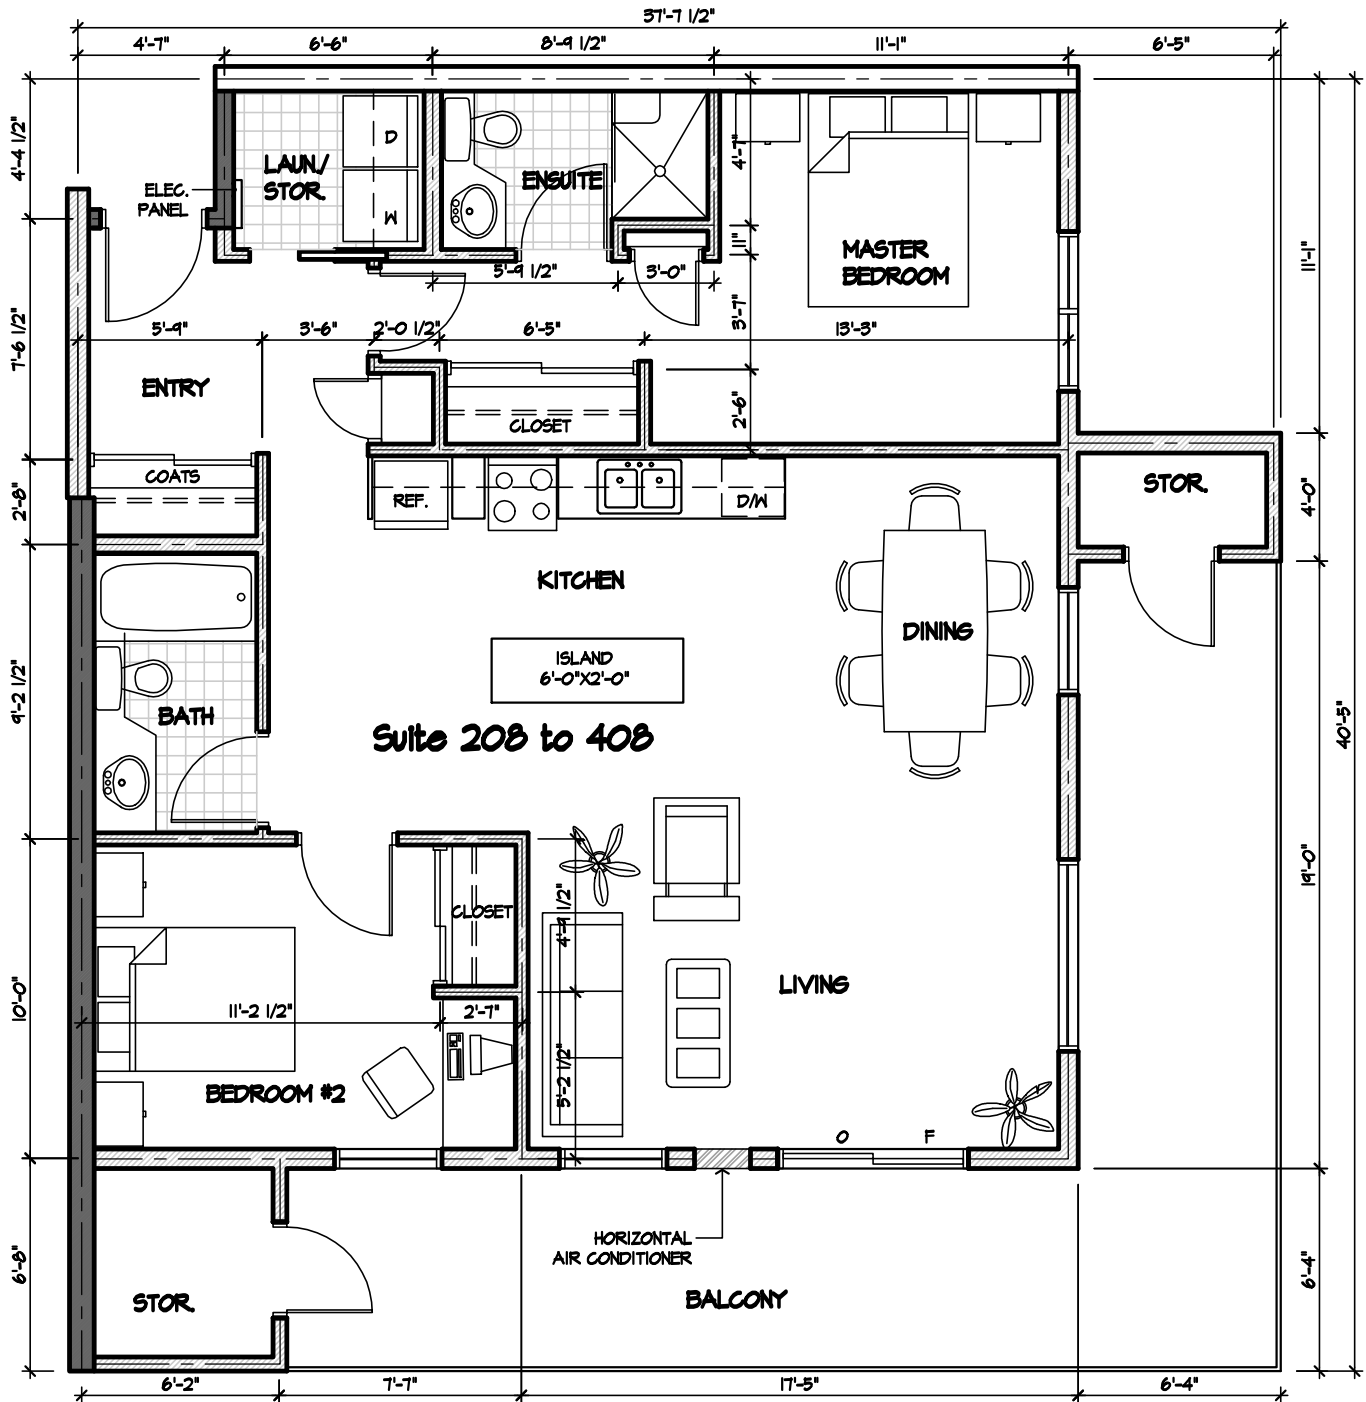 37'-7 1/2"
4'-7"
6'-6"
8'-9 1/2"
11'-1"
6'-5"
4'-4 1/2"
ELEC.
PANEL
LAUN./
STOR.
D
W
ENSUITE
4'-7"
11"
MASTER
BEDROOM
11'-1"
5'-9 1/2"
3'-0"
3'-7"
7'-6 1/2"
5'-9"
3'-6"
2'-0 1/2"
6'-5"
13'-3"
ENTRY
2'-6"
CLOSET
COATS
2'-8"
REF.
D/W
STOR.
4'-0"
KITCHEN
DINING
ISLAND
6'-0"X2'-0"
9'-2 1/2"
BATH
Suite 208 to 408
40'-5"
19'-0"
CLOSET
4'-9 1/2"
LIVING
10'-0"
11'-2 1/2"
2'-7"
5'-2 1/2"
BEDROOM #2
O
F
HORIZONTAL
AIR CONDITIONER
6'-8"
6'-4"
STOR.
BALCONY
6'-2"
7'-7"
17'-5"
6'-4"